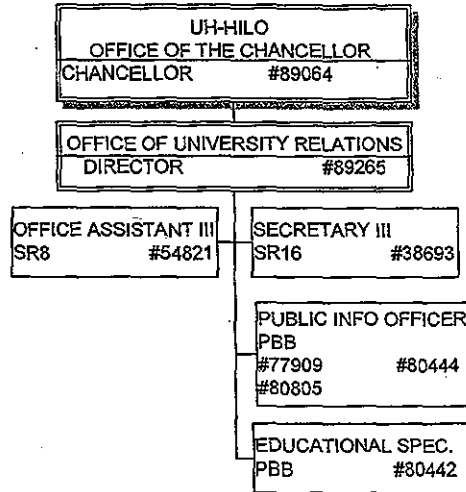 UH-HILO
OFFICE OF THE CHANCELLOR
CHANCELLOR #89064
OFFICE OF UNIVERSITY RELATIONS
DIRECTOR #89265
OFFICE ASSISTANT III
SR8 #54821
SECRETARY III
SR16 #38693
PUBLIC INFO OFFICER
PBB
#77909 #80444
#80805
EDUCATIONAL SPEC.
PBB #80442